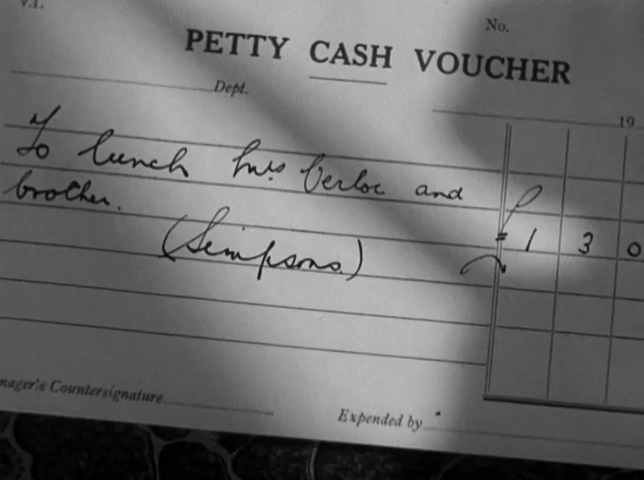 No.
PETTY CASH VOUCHER
Dept.
19
To lunch Mrs Verloc and
brother.
£ 1 3 0
(Simpsons)
nager's Countersignature
Expended by